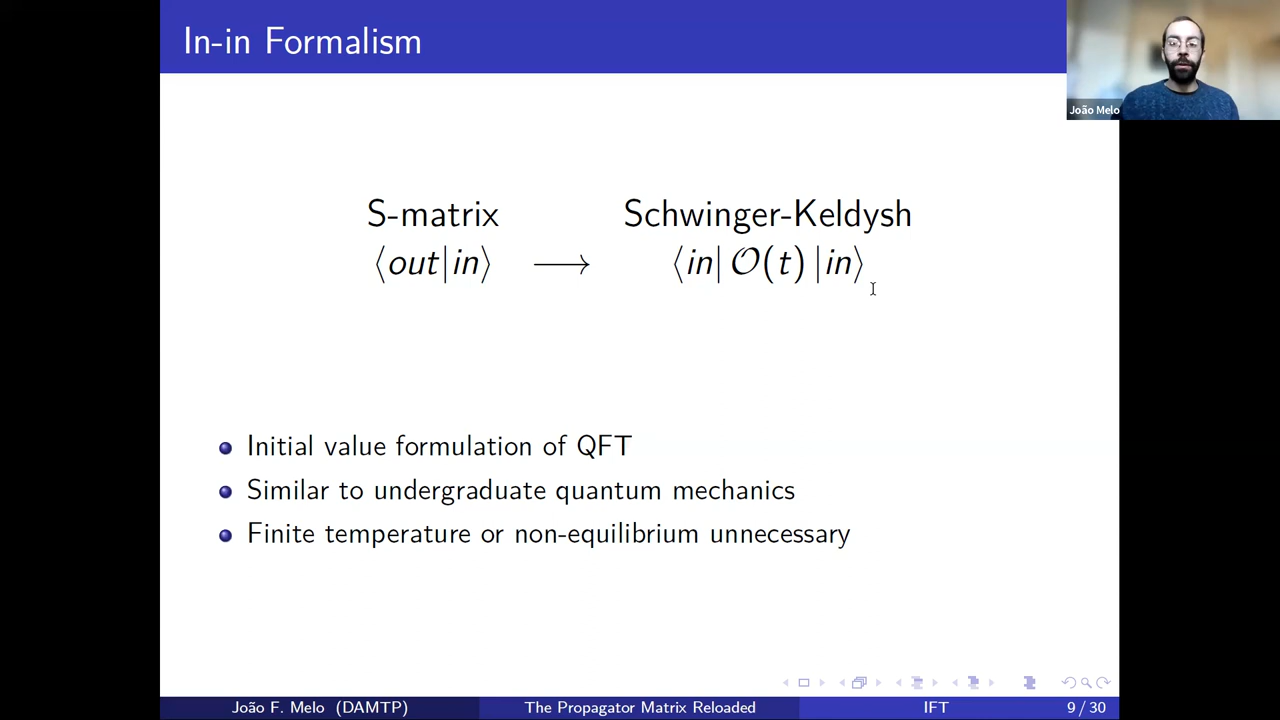 In-in Formalism
João Melo
S-matrix
Schwinger-Keldysh
⟨out|in⟩ ⟶ ⟨in| 𝒪(t) |in⟩
Initial value formulation of QFT
Similar to undergraduate quantum mechanics
Finite temperature or non-equilibrium unnecessary
João F. Melo (DAMTP)
The Propagator Matrix Reloaded
IFT
9 / 30